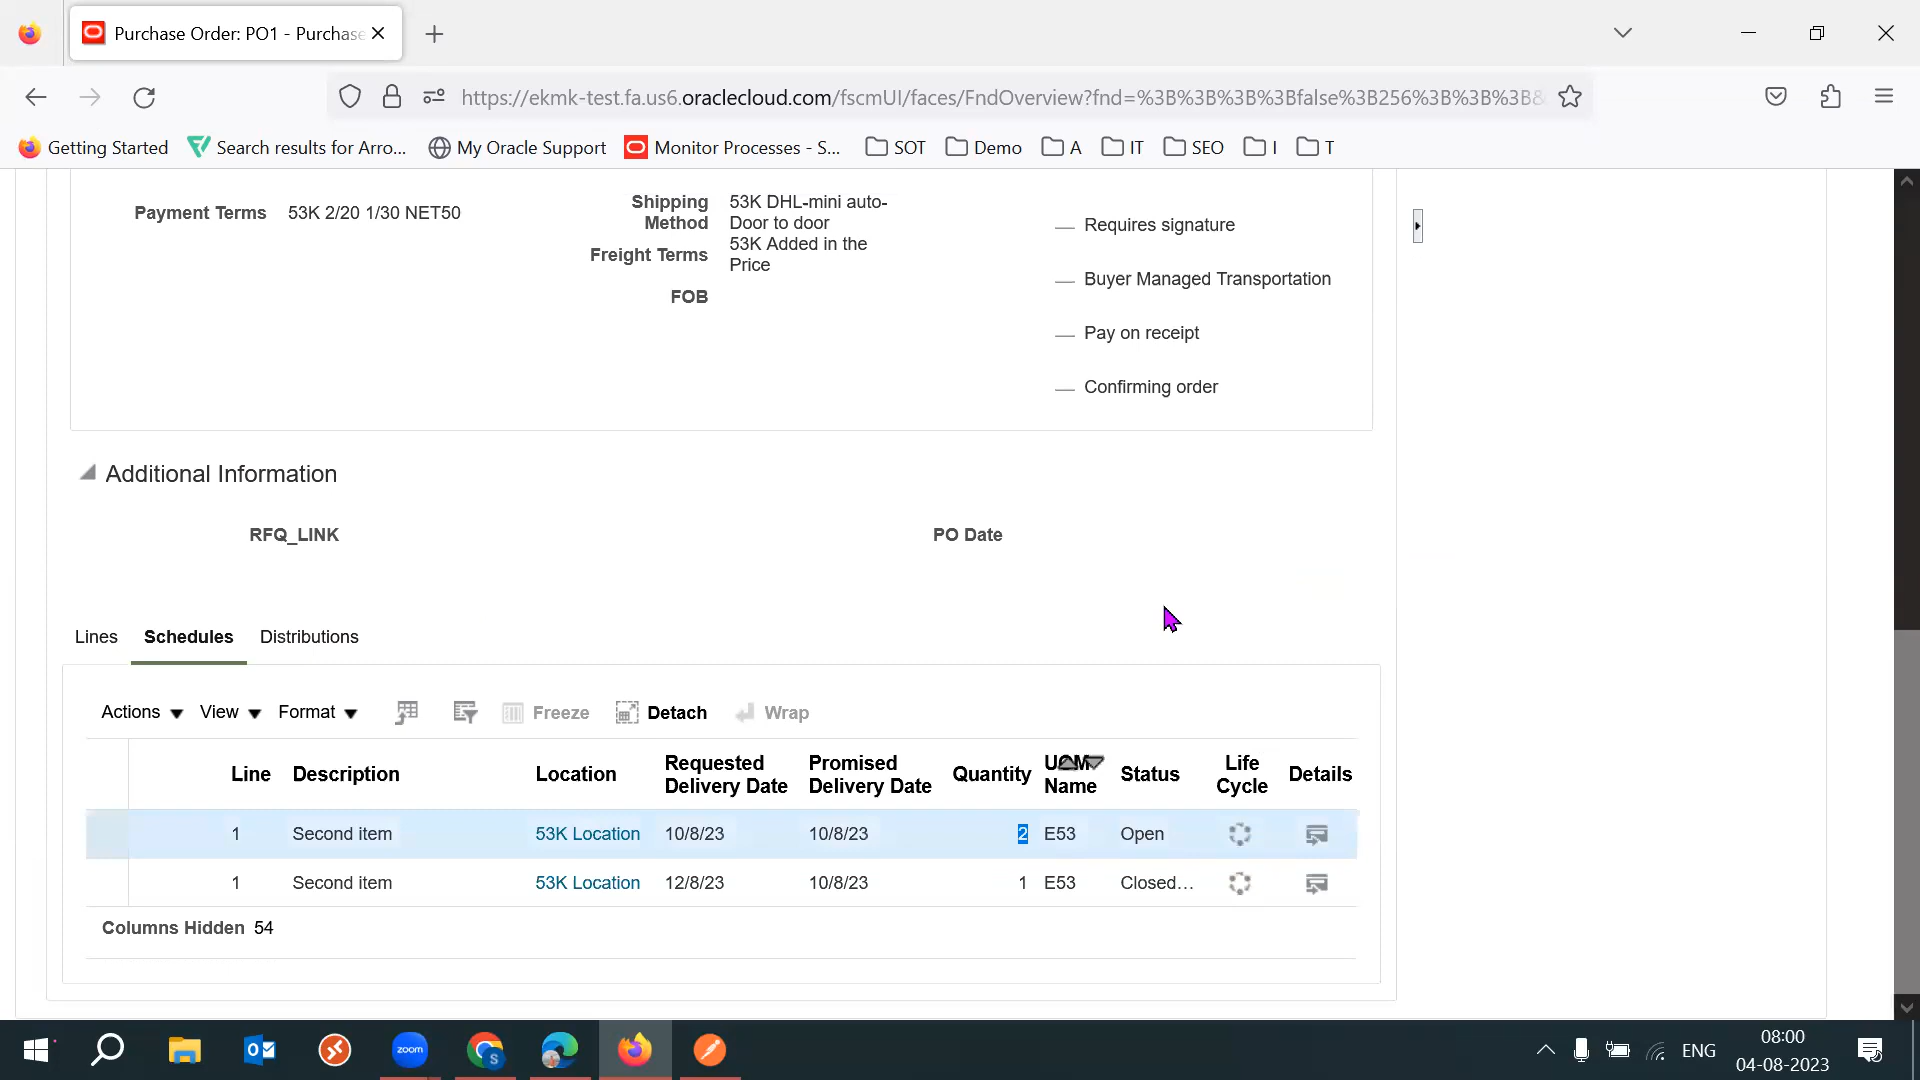 Purchase Order: PO1 - Purchase
https://ekmk-test.fa.us6.oraclecloud.com/fscmUI/faces/FndOverview?fnd=%3B%3B%3B%3Bfalse%3B256%3B%3B%3B&
Getting Started
Search results for Arro...
My Oracle Support
Monitor Processes - S...
SOT
Demo
A
IT
SEO
I
T
Payment Terms 53K 2/20 1/30 NET50
Shipping Method
53K DHL-mini auto-
Door to door
Freight Terms
53K Added in the
Price
FOB
Requires signature
Buyer Managed Transportation
Pay on receipt
Confirming order
Additional Information
RFQ_LINK
PO Date
Lines Schedules Distributions
Actions View Format Freeze Detach Wrap
Line Description Location Requested Delivery Date Promised Delivery Date Quantity UOM Name Status Life Cycle Details
1 Second item 53K Location 10/8/23 10/8/23 2 E53 Open
1 Second item 53K Location 12/8/23 10/8/23 1 E53 Closed...
Columns Hidden 54
zoom
S
ENG
08:00
04-08-2023